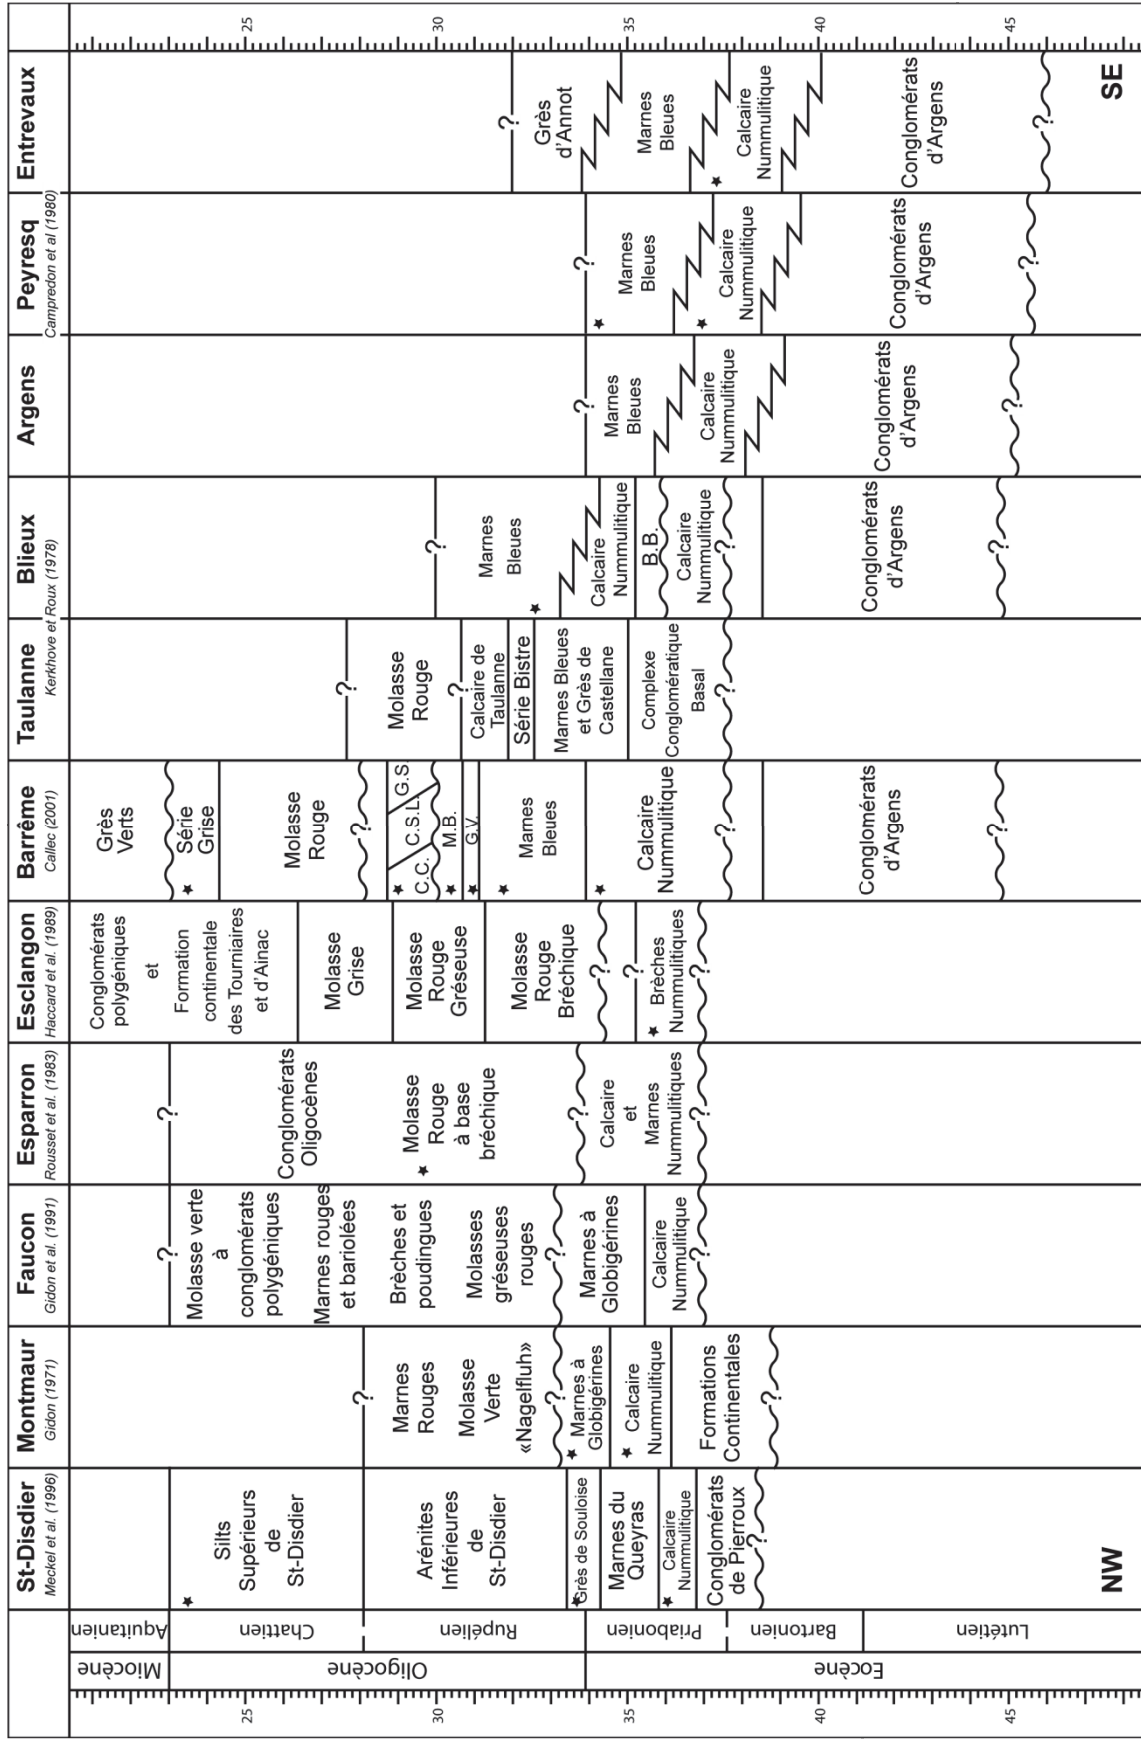 St-Disdier
Meckel et al. (1996)
Montmaur
Gidon (1971)
Faucon
Gidon et al. (1991)
Esparron
Rousset et al. (1983)
Esclangon
Haccard et al. (1989)
Barrême
Callec (2001)
Taulanne
Blieux
Kerkhove et Roux (1978)
Argens
Peyresq
Campredon et al (1980)
Entrevaux
25
30
35
40
45
Miocène
Oligocène
Eocène
Aquitanien
Chattien
Rupélien
Priabonien
Bartonien
Lutétien
Silts
Supérieurs
de
St-Disdier
Arénites
Inférieures
de
St-Disdier
Grès de Souloise
Marnes du
Queyras
Calcaire
Nummulitique
Conglomérats
de Pierroux
?
NW
?
Marnes
Rouges
Molasse
Verte
«Nagelfluh»
?
Marnes à
Globigérines
Calcaire
Nummulitique
Formations
Continentales
?
?
Molasse verte
à
conglomérats
polygéniques
Marnes rouges
et bariolées
Brèches et
poudingues
Molasses
gréseuses
rouges
?
Marnes à
Globigérines
Calcaire
Nummulitique
?
?
Conglomérats
Oligocènes
Molasse
Rouge
à base
bréchique
?
Calcaire
et
Marnes
Nummulitiques
?
Conglomérats
polygéniques
et
Formation
continentale
des Tourniaires
et d'Ainac
Molasse
Grise
Molasse
Rouge
Gréseuse
Molasse
Rouge
Bréchique
?
?
Brèches
Nummulitiques
?
Grès
Verts
Série
Grise
Molasse
Rouge
?
C.C.
C.S.L.
G.S.
M.B.
G.V.
Marnes
Bleues
Calcaire
Nummulitique
?
Conglomérats
d'Argens
?
?
Molasse
Rouge
?
Calcaire de
Taulanne
Série Bistre
Marnes Bleues
et Grès de
Castellane
Complexe
Conglomératique
Basal
?
?
Marnes
Bleues
Calcaire
Nummulitique
B.B.
Calcaire
Nummulitique
?
Conglomérats
d'Argens
?
?
Marnes
Bleues
Calcaire
Nummulitique
Conglomérats
d'Argens
?
?
Marnes
Bleues
Calcaire
Nummulitique
Conglomérats
d'Argens
?
?
Grès
d'Annot
Marnes
Bleues
Calcaire
Nummulitique
Conglomérats
d'Argens
?
SE
25
30
35
40
45